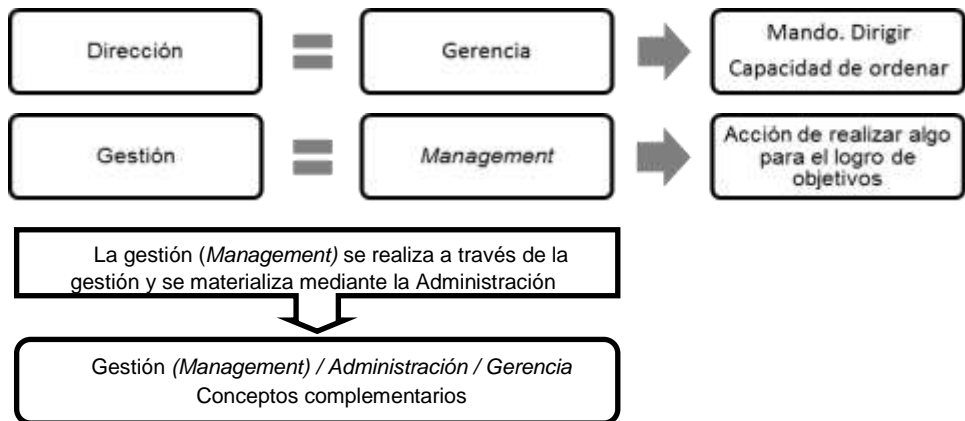 Dirección
Gerencia
Mando. Dirigir
Capacidad de ordenar
Gestión
Management
Acción de realizar algo
para el logro de
objetivos
La gestión (Management) se realiza a través de la
gestión y se materializa mediante la Administración
Gestión (Management) / Administración / Gerencia
Conceptos complementarios